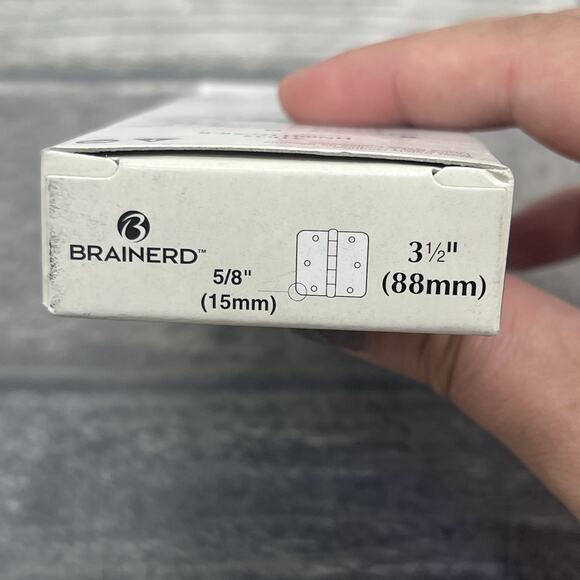 BRAINERD™
5/8"
(15mm)
3½"
(88mm)